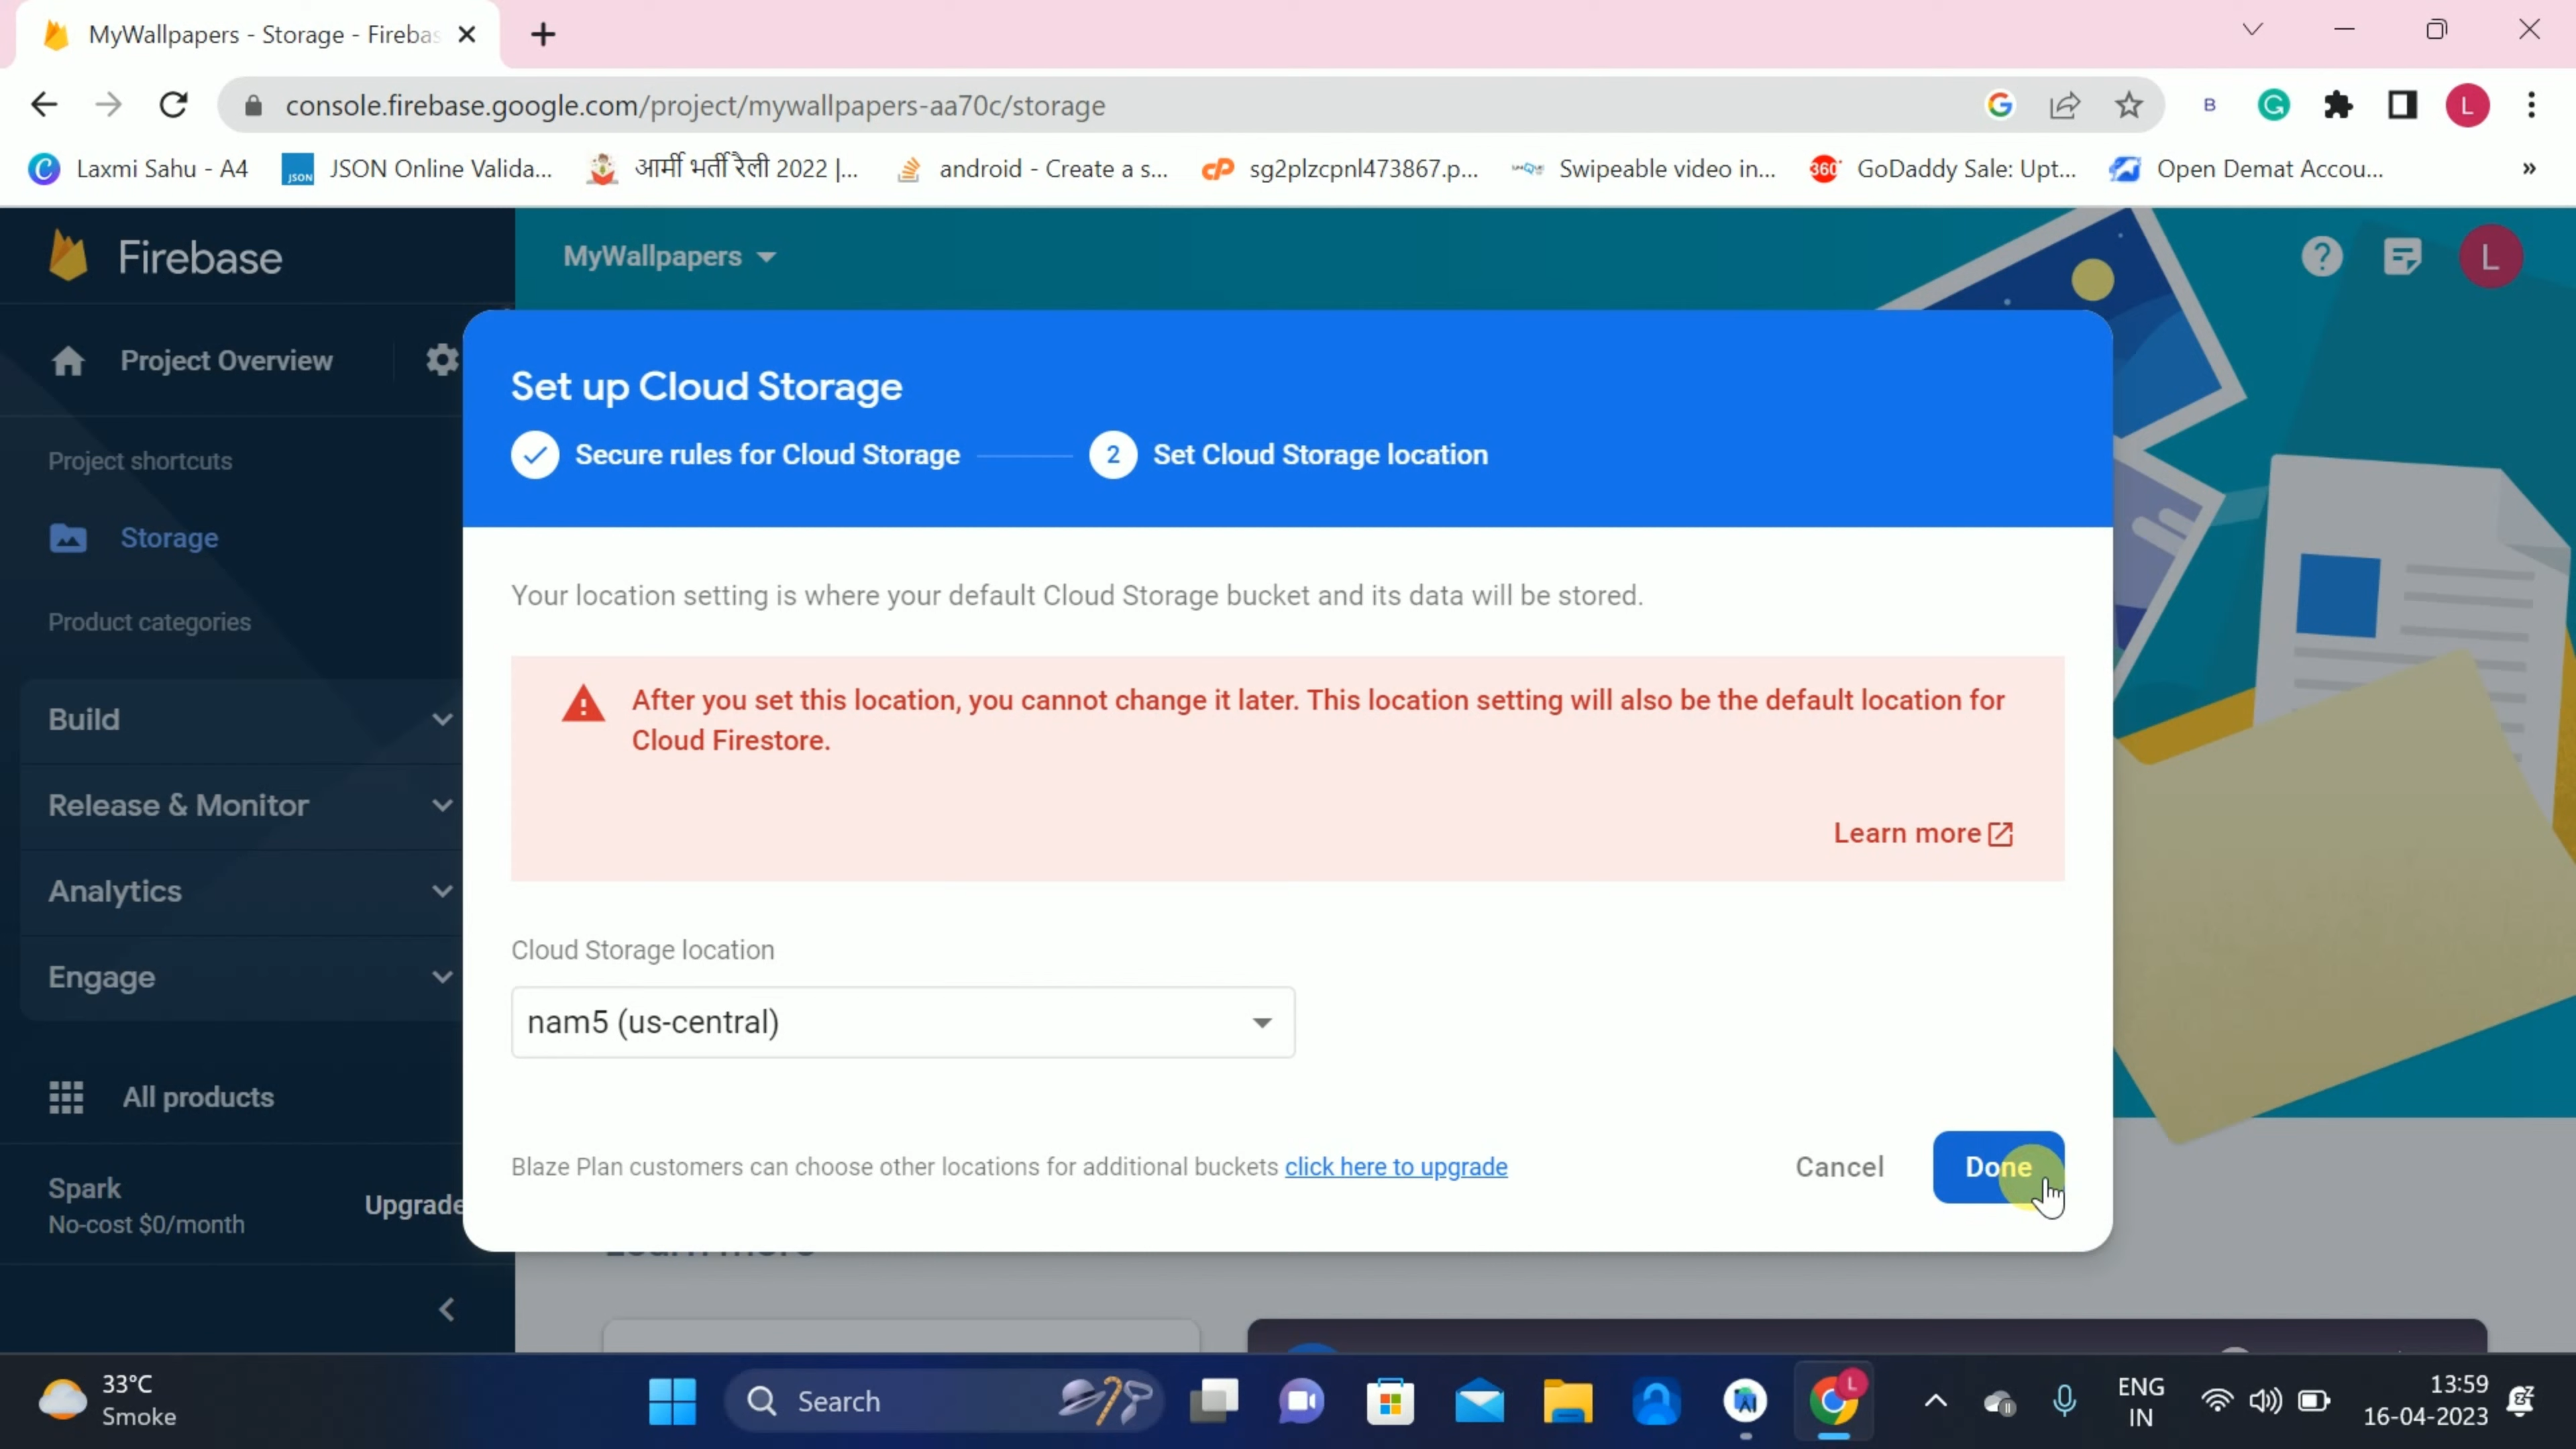 MyWallpapers - Storage - Fireba
console.firebase.google.com/project/mywallpapers-aa70c/storage
B
L
Laxmi Sahu - A4
JSON
JSON Online Valida...
आर्मी भर्ती रैली 2022 |...
android - Create a s...
cP
sg2plzcpnl473867.p...
Swipeable video in...
360
GoDaddy Sale: Upt...
Open Demat Accou...
»
Firebase
MyWallpapers
?
L
Project Overview
Project shortcuts
Storage
Product categories
Build
Release & Monitor
Analytics
Engage
All products
Spark
No-cost $0/month
Upgrade
Set up Cloud Storage
Secure rules for Cloud Storage
2
Set Cloud Storage location
Your location setting is where your default Cloud Storage bucket and its data will be stored.
After you set this location, you cannot change it later. This location setting will also be the default location for
Cloud Firestore.
Learn more
Cloud Storage location
nam5 (us-central)
Blaze Plan customers can choose other locations for additional buckets click here to upgrade
Cancel
Done
33°C
Smoke
Search
L
ENG
IN
13:59
16-04-2023